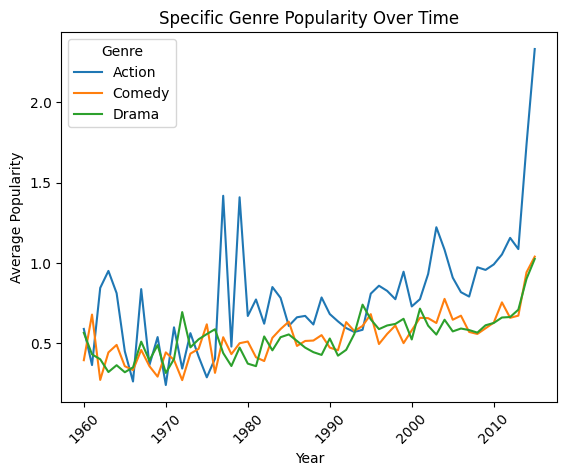 Specific Genre Popularity Over Time
Genre
Action
Comedy
Drama
Average Popularity
2.0
1.5
1.0
0.5
1960
1970
1980
1990
2000
2010
Year